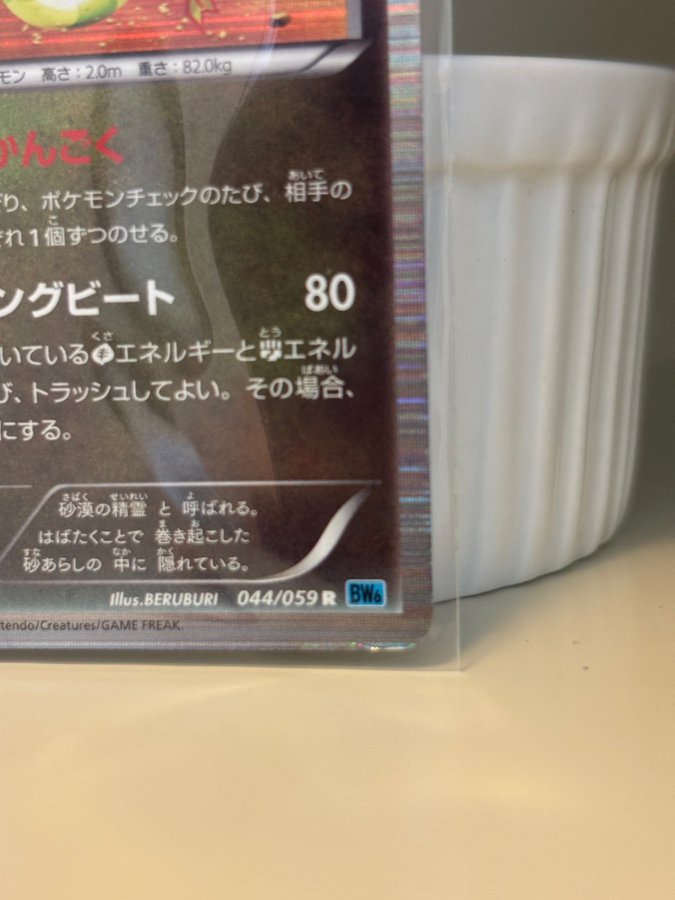 モン 高さ：2.0m 重さ：82.0kg
かんごく
り、ポケモンチェックのたび、相手の
ぞれ1個ずつのせる。
ングビート 80
いている エネルギーと エネル
び、トラッシュしてよい。その場合、
にする。
砂漠の精霊 と 呼ばれる。
はばたくことで 巻き起こした
砂あらしの 中に 隠れている。
Illus.BERUBURI 044/059 R BW6
tendo/Creatures/GAME FREAK.